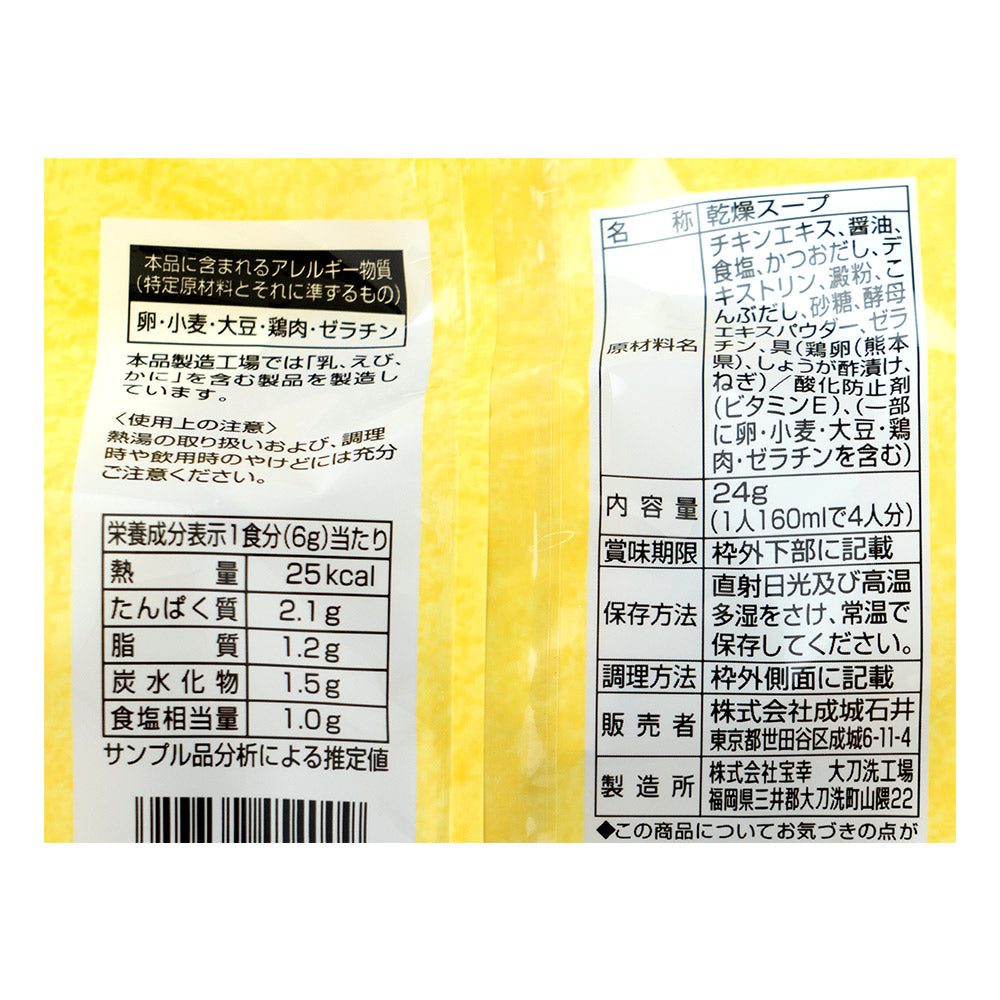 本品に含まれるアレルギー物質
(特定原材料とそれに準ずるもの)
卵・小麦・大豆・鶏肉・ゼラチン
本品製造工場では「乳、えび、
かに」を含む製品を製造し
ています。
〈使用上の注意〉
熱湯の取り扱いおよび、調理
時や飲用時のやけどには充分
ご注意ください。
栄養成分表示1食分(6g)当たり
熱量 25kcal
たんぱく質 2.1g
脂質 1.2g
炭水化物 1.5g
食塩相当量 1.0g
サンプル品分析による推定値
名称 乾燥スープ
原材料名 チキンエキス、醤油、
食塩、かつおだし、デ
キストリン、澱粉、こ
んぶだし、砂糖、酵母
エキスパウダー、ゼラ
チン、具(鶏卵(熊本
県)、しょうが酢漬け、
ねぎ)/酸化防止剤
(ビタミンE)、(一部
に卵・小麦・大豆・鶏
肉・ゼラチンを含む)
内容量 24g
(1人160mlで4人分)
賞味期限 枠外下部に記載
保存方法 直射日光及び高温
多湿をさけ、常温で
保存してください。
調理方法 枠外側面に記載
販売者 株式会社成城石井
東京都世田谷区成城6-11-4
製造所 株式会社宝幸 大刀洗工場
福岡県三井郡大刀洗町山隈22
◆この商品についてお気づきの点が